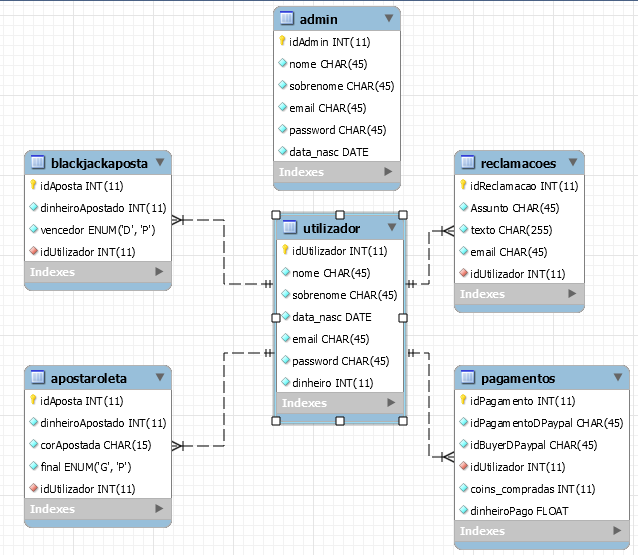 admin
idAdmin INT(11)
nome CHAR(45)
sobrenome CHAR(45)
email CHAR(45)
password CHAR(45)
data_nasc DATE
Indexes
blackjackaposta
idAposta INT(11)
dinheiroApostado INT(11)
vencedor ENUM('D', 'P')
idUtilizador INT(11)
Indexes
utilizador
idUtilizador INT(11)
nome CHAR(45)
sobrenome CHAR(45)
data_nasc DATE
email CHAR(45)
password CHAR(45)
dinheiro INT(11)
Indexes
reclamacoes
idReclamacao INT(11)
Assunto CHAR(45)
texto CHAR(255)
email CHAR(45)
idUtilizador INT(11)
Indexes
apostaroleta
idAposta INT(11)
dinheiroApostado INT(11)
corApostada CHAR(15)
final ENUM('G', 'P')
idUtilizador INT(11)
Indexes
pagamentos
idPagamento INT(11)
idPagamentoDPaypal CHAR(45)
idBuyerDPaypal CHAR(45)
idUtilizador INT(11)
coins_compradas INT(11)
dinheiroPago FLOAT
Indexes